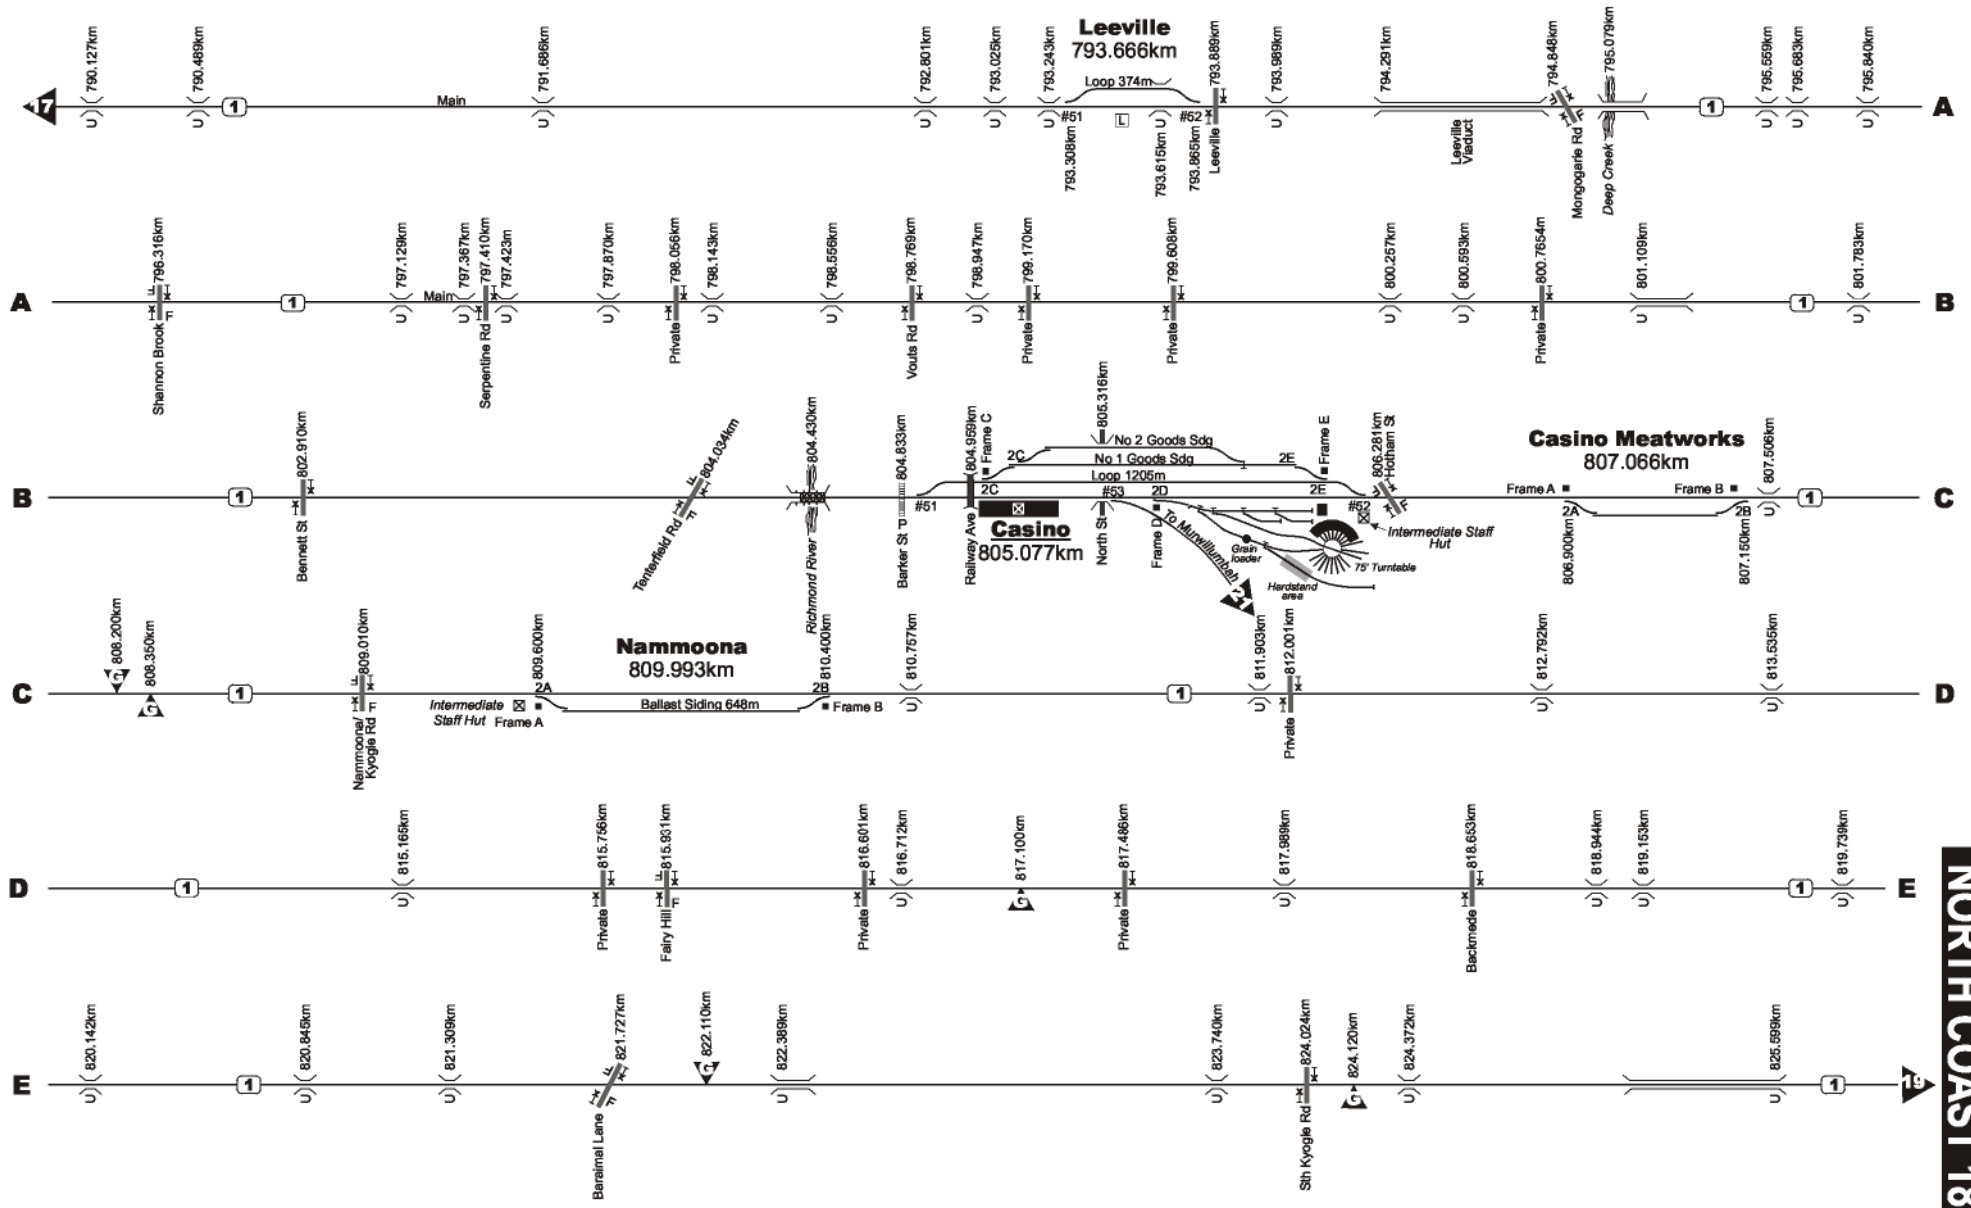 Leeville
793.666km
790.127km
790.489km
791.686km
792.801km
793.025km
793.243km
793.889km
793.989km
794.291km
794.848km
795.079km
795.559km
795.683km
795.840km
Loop 374m
17
1
Main
1
A
U
U
U
U
U
U
#51
L
U
#52
U
U
U
U
F
F
793.308km
793.615km
793.865km
Leeville
Leeville
Viaduct
Mongogarie Rd
Deep Creek
796.316km
797.129km
797.367km
797.410km
797.423m
797.870km
798.056km
798.143km
798.556km
798.769km
798.947km
799.170km
799.608km
800.257km
800.593km
800.7654m
801.109km
801.783km
A
1
Main
1
B
F
F
U
U
U
U
U
U
U
U
U
U
U
Shannon Brook
Serpentine Rd
Private
Private
Vouts Rd
Private
Private
Private
802.910km
804.034km
804.430km
804.833km
804.959km
Frame C
805.316km
Frame E
806.281km
Hotham St
Casino Meatworks
807.066km
807.506km
2C
No 2 Goods Sdg
No 1 Goods Sdg
2E
Loop 1205m
B
1
F
F
#51
2C
#53
2D
2E
#52
F
F
Frame A
Frame B
2A
2B
U
1
C
Bennett St
Tenterfield Rd
Richmond River
Barker St P
Railway Ave
Casino
805.077km
North St
Frame D
To Murwillumbah
21
Grain
loader
Hardstand
area
75' Turntable
Intermediate Staff
Hut
806.900km
807.150km
808.200km
808.350km
809.010km
809.600km
Nammoona
809.993km
810.400km
810.757km
811.903km
812.001km
812.792km
813.535km
C
G
G
1
F
F
Intermediate
Staff Hut
Frame A
2A
Ballast Siding 648m
2B
Frame B
U
1
U
U
U
D
Nammoona/
Kyogle Rd
Private
815.165km
815.756km
815.931km
816.601km
816.712km
817.100km
817.486km
817.989km
818.653km
818.944km
819.153km
819.739km
D
1
U
F
F
U
G
U
U
U
1
U
E
Private
Fairy Hill
Private
Private
Backmede
820.142km
820.845km
821.309km
821.727km
822.110km
822.389km
823.740km
824.024km
824.120km
824.372km
825.599km
E
U
1
U
U
F
F
G
U
U
G
U
U
1
19
Baraimal Lane
Sth Kyogle Rd
NORTH COAST 18